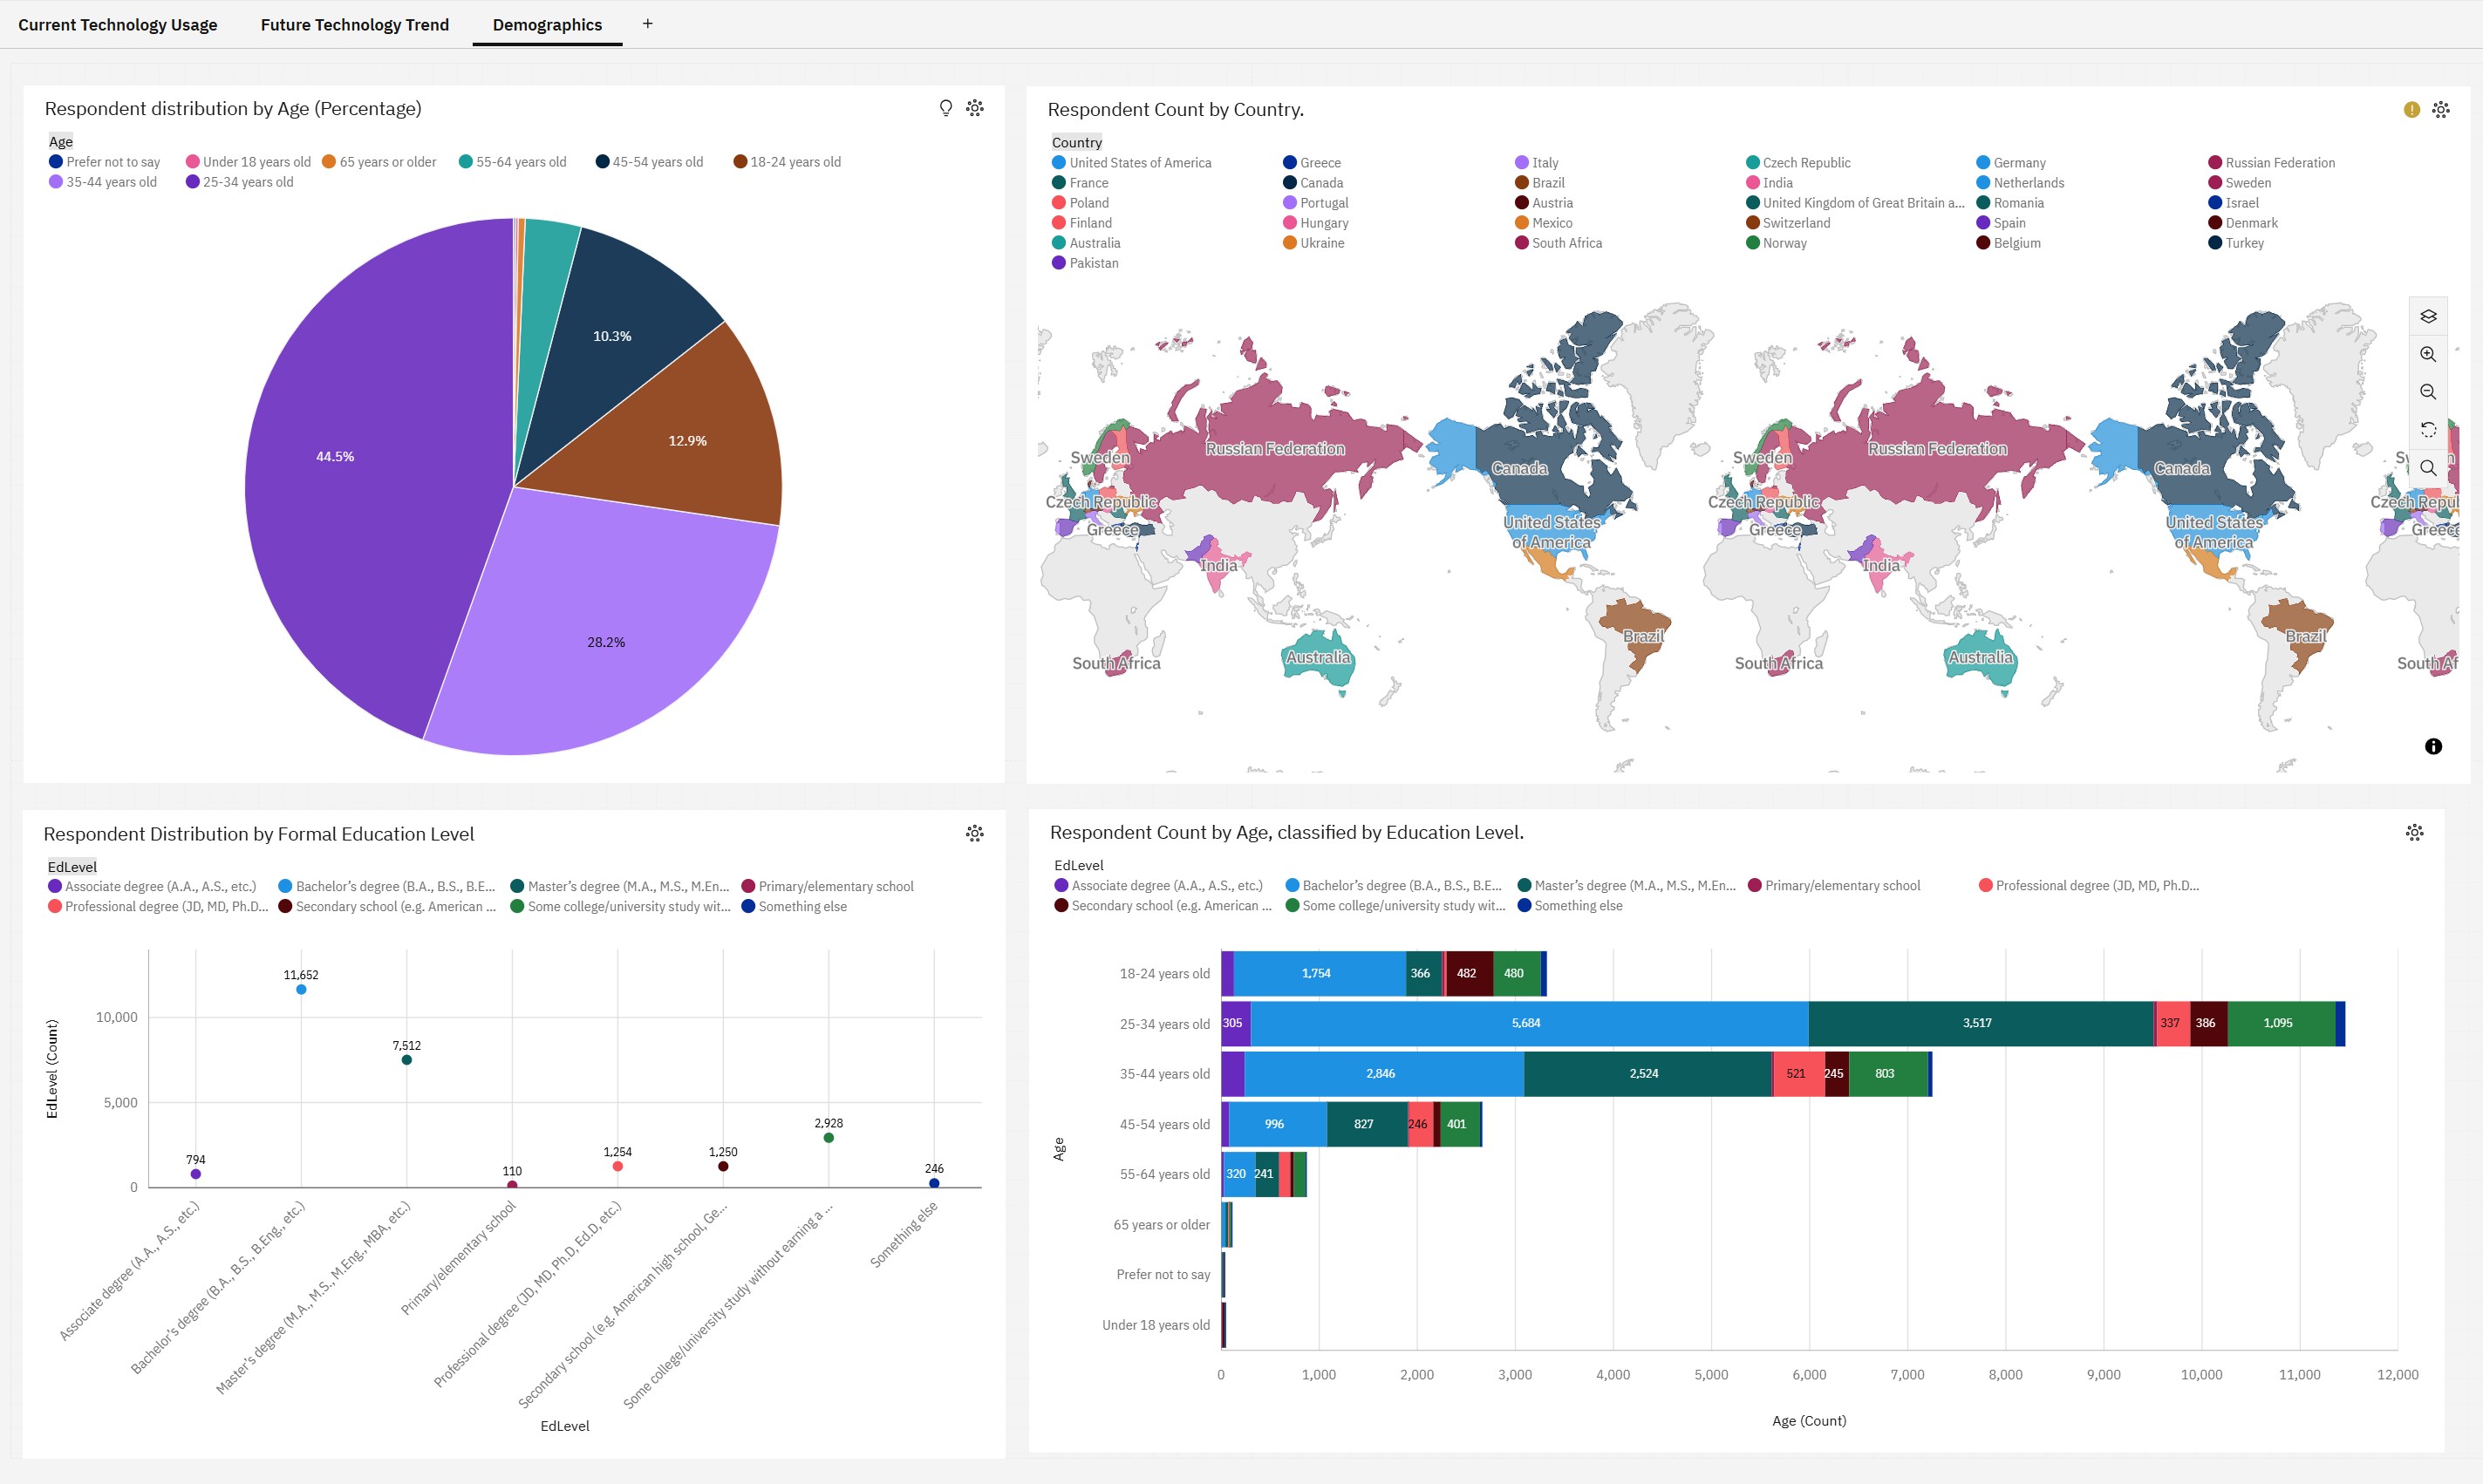 Current Technology Usage Future Technology Trend Demographics +
Respondent distribution by Age (Percentage)
Age
Prefer not to say Under 18 years old 65 years or older 55-64 years old 45-54 years old 18-24 years old
35-44 years old 25-34 years old
10.3%
12.9%
44.5%
28.2%
Respondent Count by Country.
Country
United States of America Greece Italy Czech Republic Germany Russian Federation
France Canada Brazil India Netherlands Sweden
Poland Portugal Austria United Kingdom of Great Britain a... Romania Israel
Finland Hungary Mexico Switzerland Spain Denmark
Australia Ukraine South Africa Norway Belgium Turkey
Pakistan
Russian Federation Russian Federation
Sweden Canada Sweden Canada
Czech Republic Czech Republic Czech Repul
United States United States
Greece of America Greece of America Greece
India India
Brazil Brazil
Australia Australia
South Africa South Africa South Af
Respondent Distribution by Formal Education Level
EdLevel
Associate degree (A.A., A.S., etc.) Bachelor’s degree (B.A., B.S., B.E... Master’s degree (M.A., M.S., M.En... Primary/elementary school
Professional degree (JD, MD, Ph.D... Secondary school (e.g. American ... Some college/university study wit... Something else
EdLevel (Count)
10,000
5,000
0
794
11,652
7,512
110
1,254
1,250
2,928
246
Associate degree (A.A., A.S., etc.)
Bachelor’s degree (B.A., B.S., B.Eng., etc.)
Master’s degree (M.A., M.S., M.Eng., MBA, etc.)
Primary/elementary school
Professional degree (JD, MD, Ph.D, Ed.D, etc.)
Secondary school (e.g. American high school, Ge...
Some college/university study without earning a ...
Something else
EdLevel
Respondent Count by Age, classified by Education Level.
EdLevel
Associate degree (A.A., A.S., etc.) Bachelor’s degree (B.A., B.S., B.E... Master’s degree (M.A., M.S., M.En... Primary/elementary school Professional degree (JD, MD, Ph.D...
Secondary school (e.g. American ... Some college/university study wit... Something else
Age
18-24 years old 1,754 366 482 480
25-34 years old 305 5,684 3,517 337 386 1,095
35-44 years old 2,846 2,524 521 245 803
45-54 years old 996 827 246 401
55-64 years old 320 241
65 years or older
Prefer not to say
Under 18 years old
0 1,000 2,000 3,000 4,000 5,000 6,000 7,000 8,000 9,000 10,000 11,000 12,000
Age (Count)